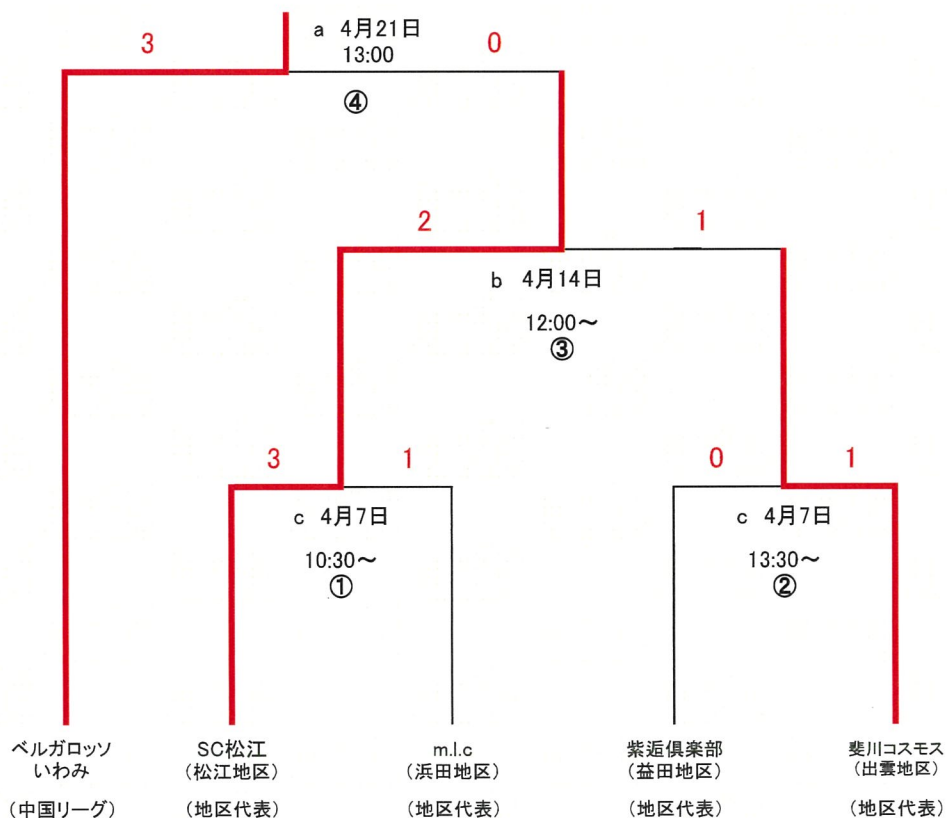 a 4月21日
3
0
13:00
④
2
1
b 4月14日
12:00～
③
3
1
0
1
c 4月7日
c 4月7日
10:30～
13:30～
①
②
ベルガロッソ
いわみ
(中国リーグ)
SC松江
(松江地区)
(地区代表)
m.l.c
(浜田地区)
(地区代表)
紫逅倶楽部
(益田地区)
(地区代表)
斐川コスモス
(出雲地区)
(地区代表)